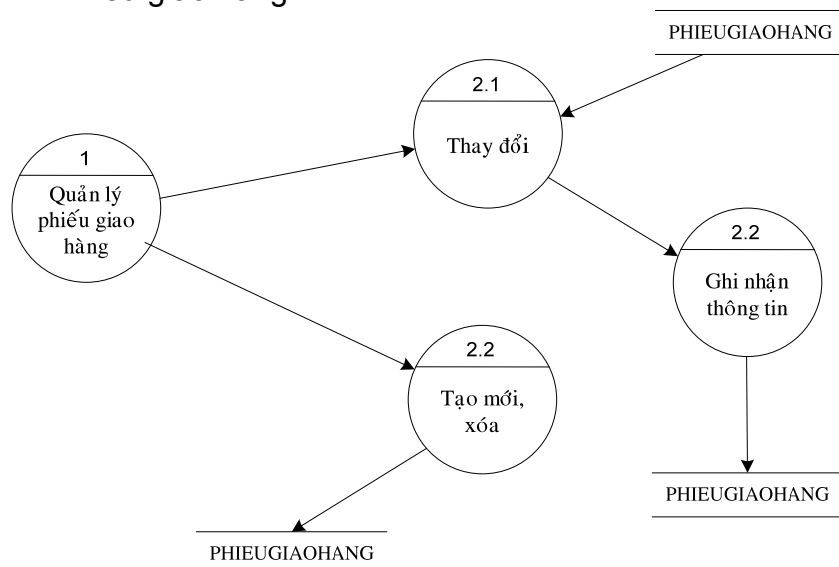 PHIEUGIAOHANG
2.1
Thay đổi
1
Quản lý
phiếu giao
hàng
2.2
Ghi nhận
thông tin
2.2
Tạo mới,
xóa
PHIEUGIAOHANG
PHIEUGIAOHANG